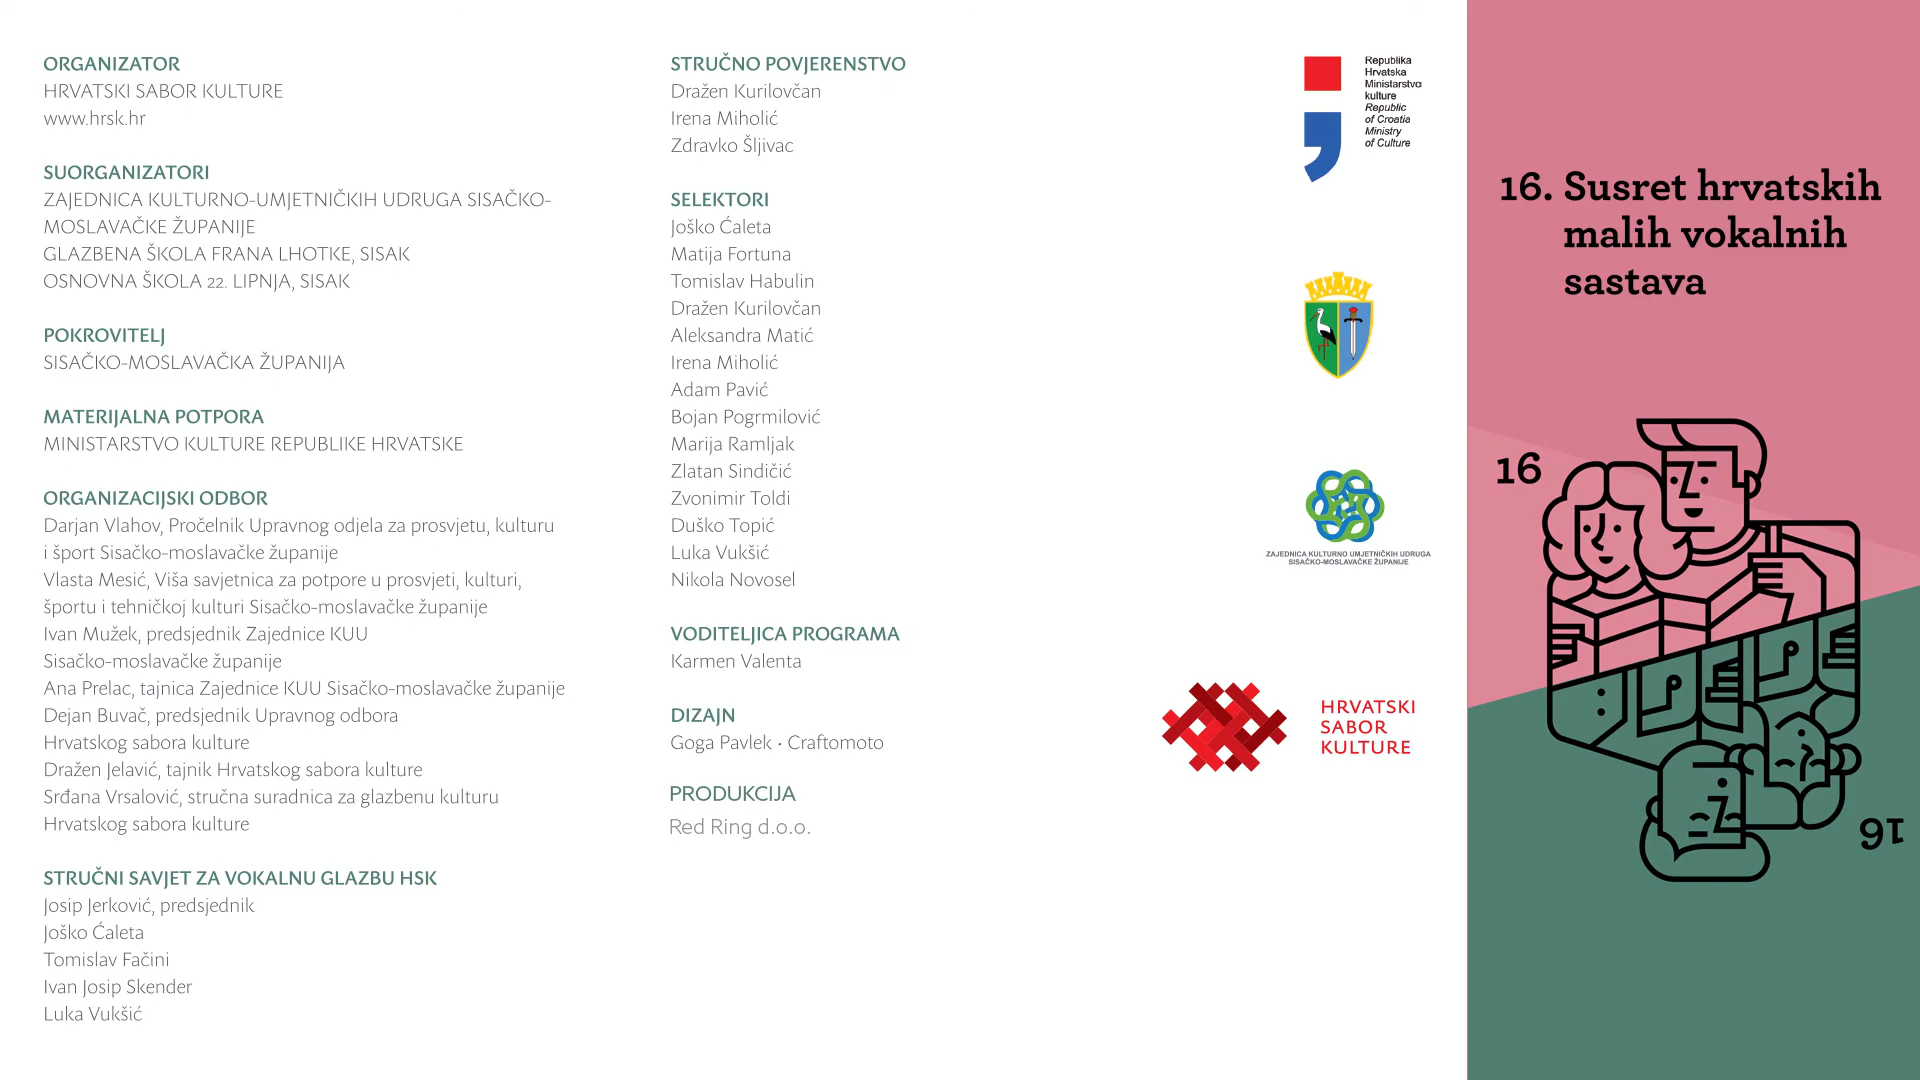 ORGANIZATOR
HRVATSKI SABOR KULTURE
www.hrsk.hr
SUORGANIZATORI
ZAJEDNICA KULTURNO-UMJETNIČKIH UDRUGA SISAČKO-
MOSLAVAČKE ŽUPANIJE
GLAZBENA ŠKOLA FRANA LHOTKE, SISAK
OSNOVNA ŠKOLA 22. LIPNJA, SISAK
POKROVITELJ
SISAČKO-MOSLAVAČKA ŽUPANIJA
MATERIJALNA POTPORA
MINISTARSTVO KULTURE REPUBLIKE HRVATSKE
ORGANIZACIJSKI ODBOR
Darjan Vlahov, Pročelnik Upravnog odjela za prosvjetu, kulturu
i šport Sisačko-moslavačke županije
Vlasta Mesić, Viša savjetnica za potpore u prosvjeti, kulturi,
športu i tehničkoj kulturi Sisačko-moslavačke županije
Ivan Mužek, predsjednik Zajednice KUU
Sisačko-moslavačke županije
Ana Prelac, tajnica Zajednice KUU Sisačko-moslavačke županije
Dejan Buvač, predsjednik Upravnog odbora
Hrvatskog sabora kulture
Dražen Jelavić, tajnik Hrvatskog sabora kulture
Srđana Vrsalović, stručna suradnica za glazbenu kulturu
Hrvatskog sabora kulture
STRUČNI SAVJET ZA VOKALNU GLAZBU HSK
Josip Jerković, predsjednik
Joško Ćaleta
Tomislav Fačini
Ivan Josip Skender
Luka Vukšić
STRUČNO POVJERENSTVO
Dražen Kurilovčan
Irena Miholić
Zdravko Šljivac
SELEKTORI
Joško Ćaleta
Matija Fortuna
Tomislav Habulin
Dražen Kurilovčan
Aleksandra Matić
Irena Miholić
Adam Pavić
Bojan Pogrmilović
Marija Ramljak
Zlatan Sindičić
Zvonimir Toldi
Duško Topić
Luka Vukšić
Nikola Novosel
VODITELJICA PROGRAMA
Karmen Valenta
DIZAJN
Goga Pavlek • Craftomoto
PRODUKCIJA
Red Ring d.o.o.
Republika
Hrvatska
Ministarstvo
kulture
Republic
of Croatia
Ministry
of Culture
ZAJEDNICA KULTURNO UMJETNIČKIH UDRUGA
SISAČKO-MOSLAVAČKE ŽUPANIJE
HRVATSKI
SABOR
KULTURE
16. Susret hrvatskih
malih vokalnih
sastava
16
16